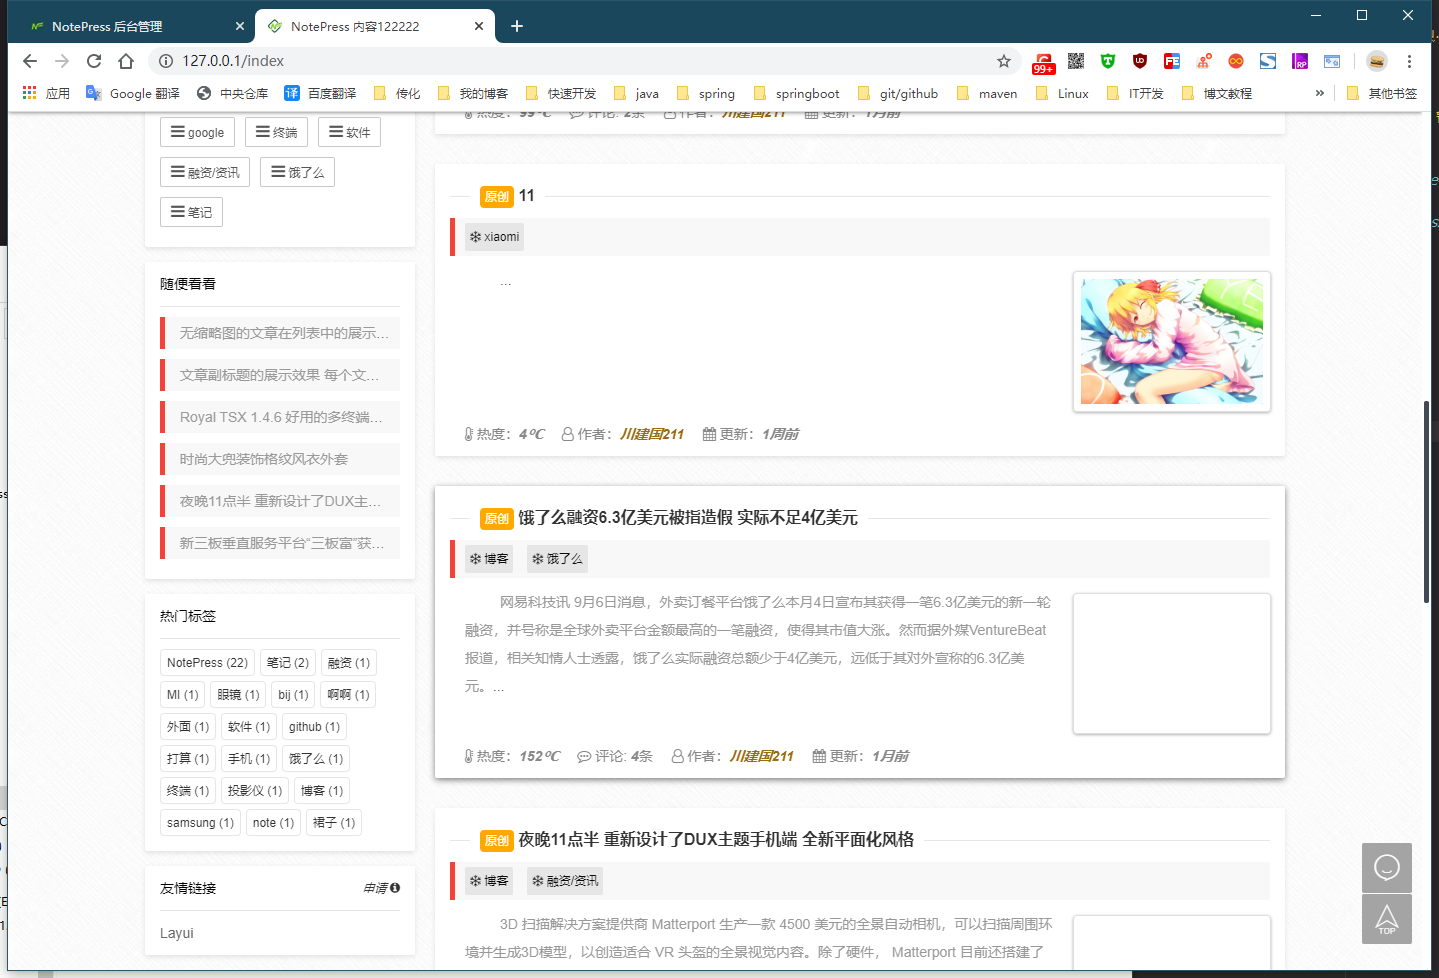 NotePress 后台管理
NotePress 内容122222
127.0.0.1/index
99+
应用
Google 翻译
中央仓库
百度翻译
传化
我的博客
快速开发
java
spring
springboot
git/github
maven
Linux
IT开发
博文教程
»
其他书签
google
终端
软件
融资/资讯
饿了么
笔记
随便看看
无缩略图的文章在列表中的展示...
文章副标题的展示效果 每个文...
Royal TSX 1.4.6 好用的多终端...
时尚大兜装饰格纹风衣外套
夜晚11点半 重新设计了DUX主...
新三板垂直服务平台“三板富”获...
热门标签
NotePress (22) 笔记 (2) 融资 (1)
MI (1) 眼镜 (1) bij (1) 啊啊 (1)
外面 (1) 软件 (1) github (1)
打算 (1) 手机 (1) 饿了么 (1)
终端 (1) 投影仪 (1) 博客 (1)
samsung (1) note (1) 裙子 (1)
友情链接 申请
Layui
热度：99℃ 评论: 2条 作者：川建国211 更新：1月前
原创 11
xiaomi
...
热度：4℃ 作者：川建国211 更新：1周前
原创 饿了么融资6.3亿美元被指造假 实际不足4亿美元
博客 饿了么
网易科技讯 9月6日消息，外卖订餐平台饿了么本月4日宣布其获得一笔6.3亿美元的新一轮
融资，并号称是全球外卖平台金额最高的一笔融资，使得其市值大涨。然而据外媒VentureBeat
报道，相关知情人士透露，饿了么实际融资总额少于4亿美元，远低于其对外宣称的6.3亿美
元。...
热度：152℃ 评论: 4条 作者：川建国211 更新：1月前
原创 夜晚11点半 重新设计了DUX主题手机端 全新平面化风格
博客 融资/资讯
3D 扫描解决方案提供商 Matterport 生产一款 4500 美元的全景自动相机，可以扫描周围环
境并生成3D模型，以创造适合 VR 头盔的全景视觉内容。除了硬件， Matterport 目前还搭建了
TOP